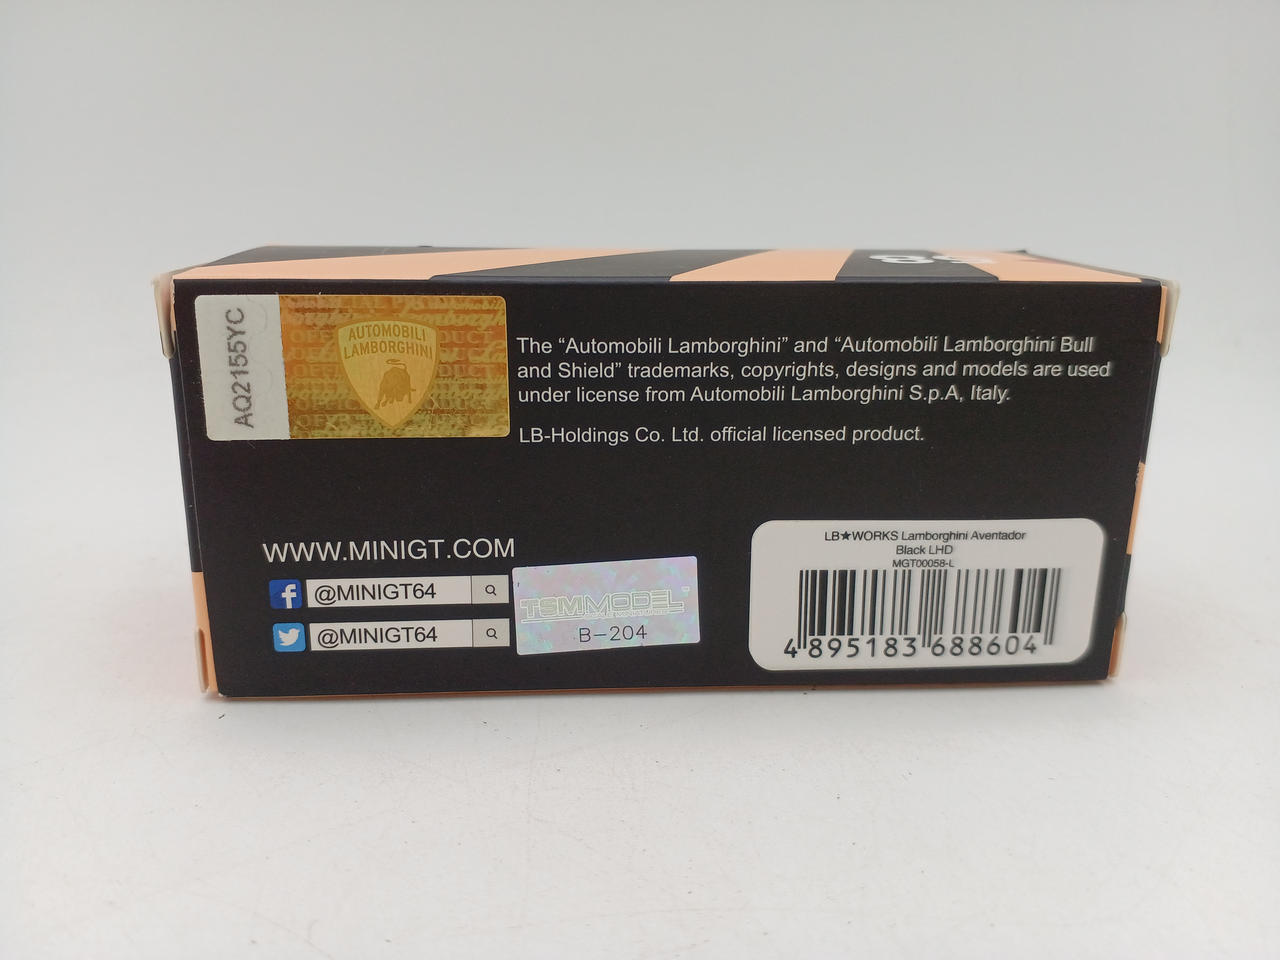 AQ2155YC
AUTOMOBILI
LAMBORGHINI
The “Automobili Lamborghini” and “Automobili Lamborghini Bull
and Shield” trademarks, copyrights, designs and models are used
under license from Automobili Lamborghini S.p.A, Italy.
LB-Holdings Co. Ltd. official licensed product.
WWW.MINIGT.COM
@MINIGT64
@MINIGT64
TSMMODEL
B-204
LB★WORKS Lamborghini Aventador
Black LHD
MGT00058-L
4 895183 688604